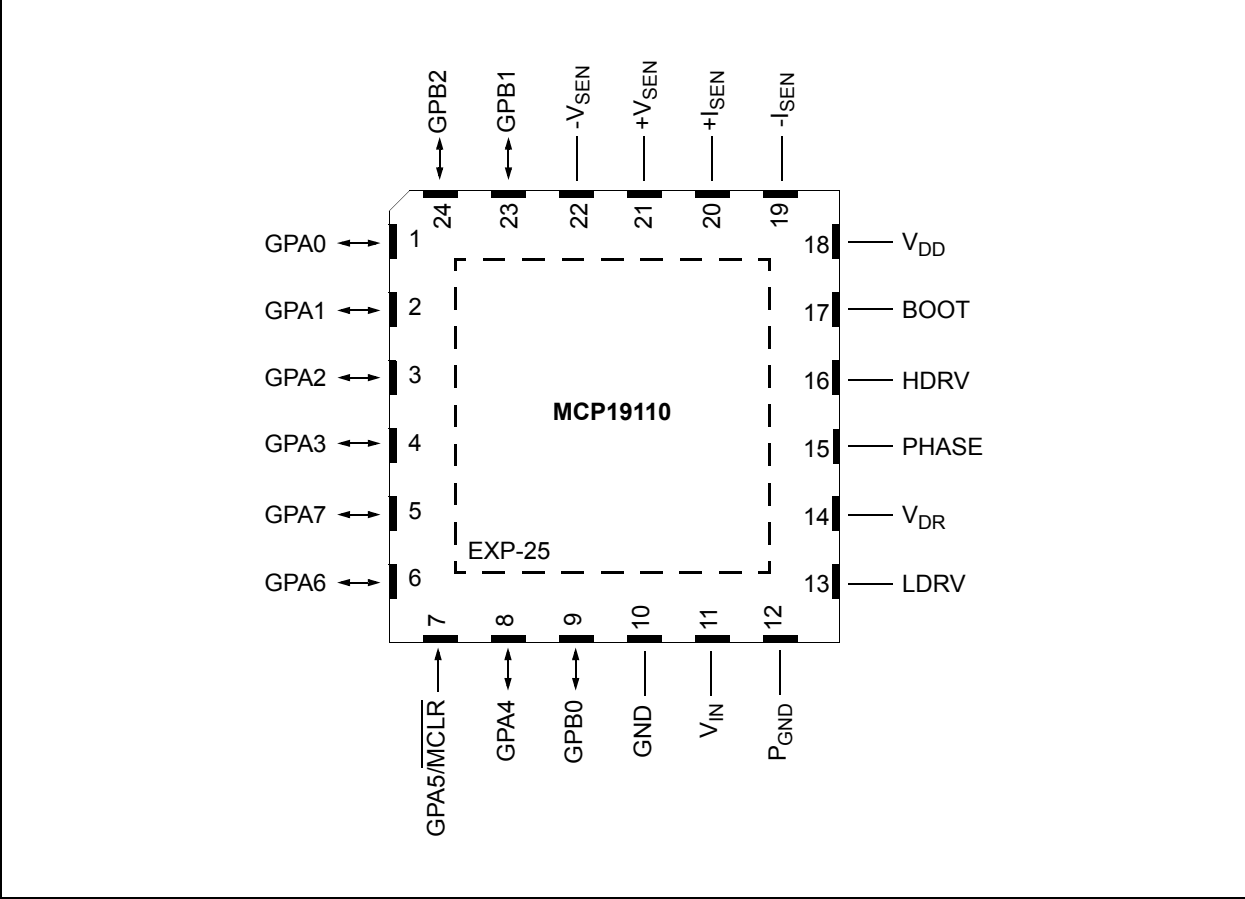 GPB2
GPB1
-VSEN
+VSEN
+ISEN
-ISEN
24
23
22
21
20
19
GPA0 1
18 VDD
GPA1 2
17 BOOT
GPA2 3
16 HDRV
MCP19110
GPA3 4
15 PHASE
GPA7 5
14 VDR
EXP-25
GPA6 6
13 LDRV
7
8
9
10
11
12
GPA5/MCLR
GPA4
GPB0
GND
VIN
PGND